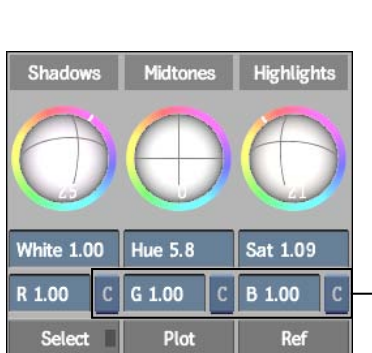 Shadows Midtones Highlights
25 0 21
White 1.00 Hue 5.8 Sat 1.09
R 1.00 C G 1.00 C B 1.00 C
Select Plot Ref